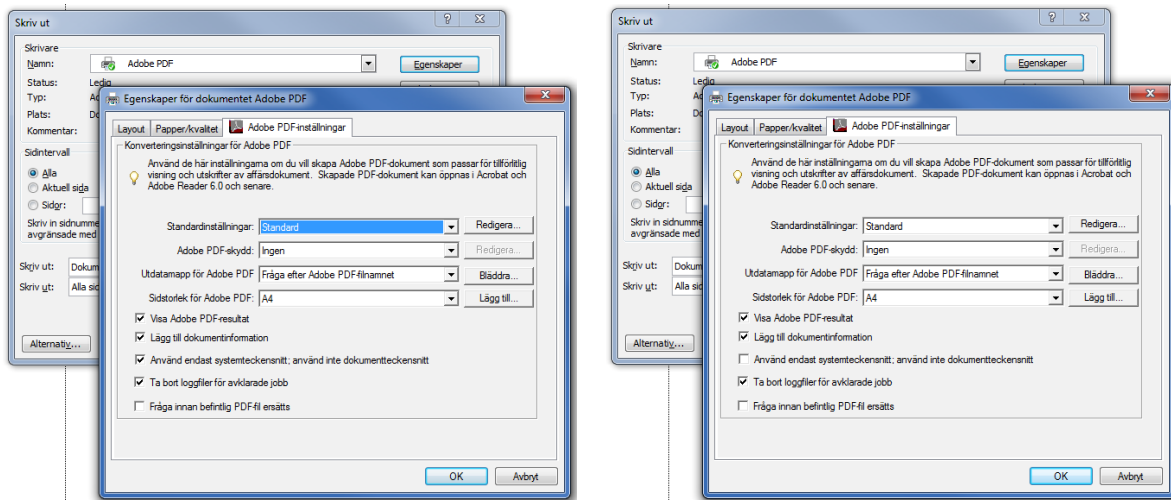 Skriv ut
Skrivare
Namn: Adobe PDF Egenskaper
Status: Ledig
Typ:
Plats:
Kommentar:
Sidintervall
Alla
Aktuell sida
Sidor:
Skriv in sidnumme
avgränsade med
Skriv ut: Dokum
Skriv ut: Alla sid
Alternativ...
Egenskaper för dokumentet Adobe PDF
Layout Papper/kvalitet Adobe PDF-inställningar
Konverteringsinställningar för Adobe PDF
Använd de här inställningarna om du vill skapa Adobe PDF-dokument som passar för tillförlitlig
visning och utskrifter av affärsdokument. Skapade PDF-dokument kan öppnas i Acrobat och
Adobe Reader 6.0 och senare.
Standardinställningar: Standard Redigera...
Adobe PDF-skydd: Ingen Redigera...
Utdatamapp för Adobe PDF Fråga efter Adobe PDF-filnamnet Bläddra...
Sidstorlek för Adobe PDF: A4 Lägg till...
Visa Adobe PDF-resultat
Lägg till dokumentinformation
Använd endast systemteckensnitt; använd inte dokumentteckensnitt
Ta bort loggfiler för avklarade jobb
Fråga innan befintlig PDF-fil ersätts
OK Avbryt
Skriv ut
Skrivare
Namn: Adobe PDF Egenskaper
Status: Ledig
Typ:
Plats:
Kommentar:
Sidintervall
Alla
Aktuell sida
Sidor:
Skriv in sidnumme
avgränsade med
Skriv ut: Dokum
Skriv ut: Alla sid
Alternativ...
Egenskaper för dokumentet Adobe PDF
Layout Papper/kvalitet Adobe PDF-inställningar
Konverteringsinställningar för Adobe PDF
Använd de här inställningarna om du vill skapa Adobe PDF-dokument som passar för tillförlitlig
visning och utskrifter av affärsdokument. Skapade PDF-dokument kan öppnas i Acrobat och
Adobe Reader 6.0 och senare.
Standardinställningar: Standard Redigera...
Adobe PDF-skydd: Ingen Redigera...
Utdatamapp för Adobe PDF Fråga efter Adobe PDF-filnamnet Bläddra...
Sidstorlek för Adobe PDF: A4 Lägg till...
Visa Adobe PDF-resultat
Lägg till dokumentinformation
Använd endast systemteckensnitt; använd inte dokumentteckensnitt
Ta bort loggfiler för avklarade jobb
Fråga innan befintlig PDF-fil ersätts
OK Avbryt